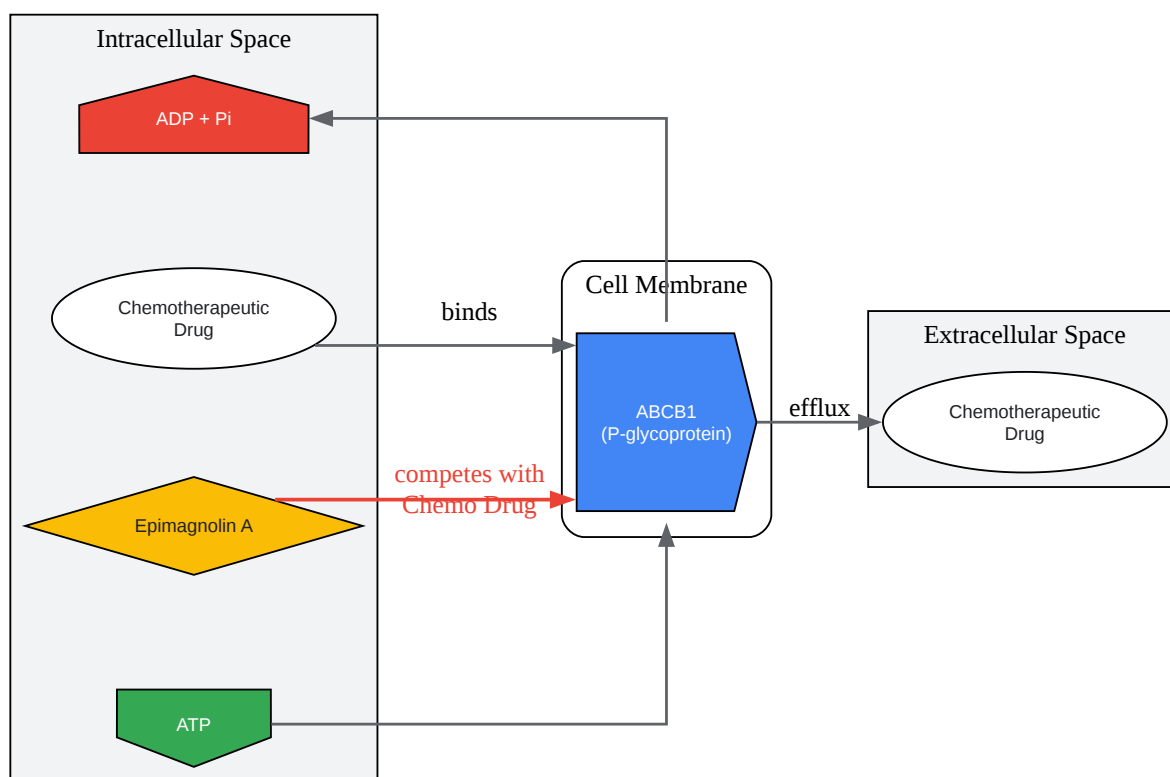 Intracellular Space
ADP + Pi
Chemotherapeutic
Drug
binds
Cell Membrane
ABCB1
(P-glycoprotein)
efflux
Extracellular Space
Chemotherapeutic
Drug
competes with
Chemo Drug
Epimagnolin A
ATP